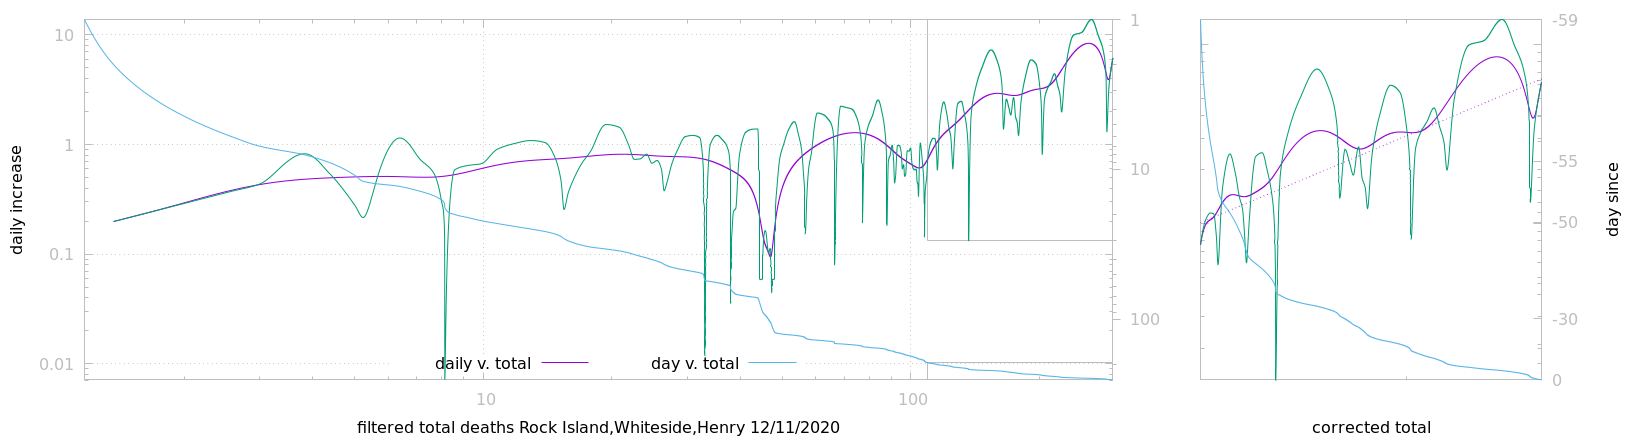 10
1
0.1
0.01
daily increase
daily v. total
day v. total
10
100
1
10
100
filtered total deaths Rock Island,Whiteside,Henry 12/11/2020
-59
-55
-50
-30
0
day since
corrected total